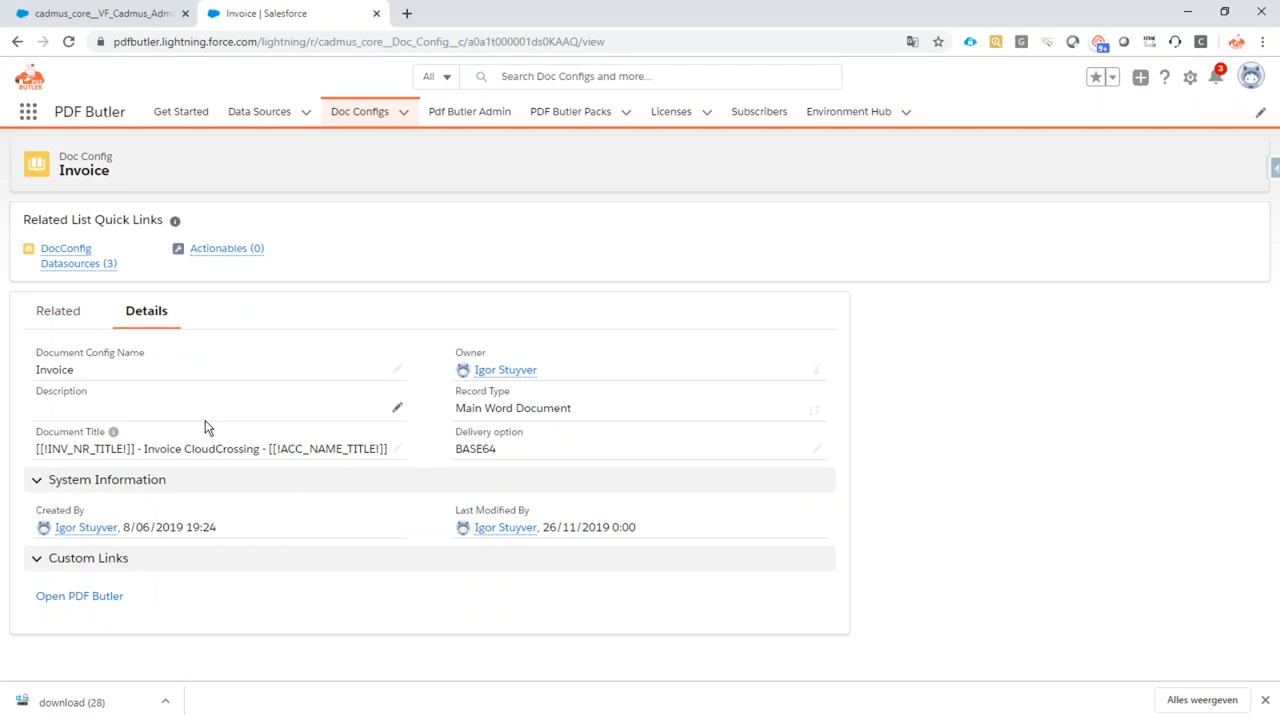 cadmus_core__VF_Cadmus_Adm
Invoice | Salesforce
pdfbutler.lightning.force.com/lightning/r/cadmus_core__Doc_Config__c/a0a1t000001ds0KAAQ/view
9+
PDF BUTLER
All
Search Doc Configs and more...
3
PDF Butler
Get Started
Data Sources
Doc Configs
Pdf Butler Admin
PDF Butler Packs
Licenses
Subscribers
Environment Hub
Doc Config
Invoice
Related List Quick Links
DocConfig
Datasources (3)
Actionables (0)
Related
Details
Document Config Name
Invoice
Owner
Igor Stuyver
Description
Record Type
Main Word Document
Document Title
[[!INV_NR_TITLE!]] - Invoice CloudCrossing - [[!ACC_NAME_TITLE!]]
Delivery option
BASE64
System Information
Created By
Igor Stuyver, 8/06/2019 19:24
Last Modified By
Igor Stuyver, 26/11/2019 0:00
Custom Links
Open PDF Butler
download (28)
Alles weergeven